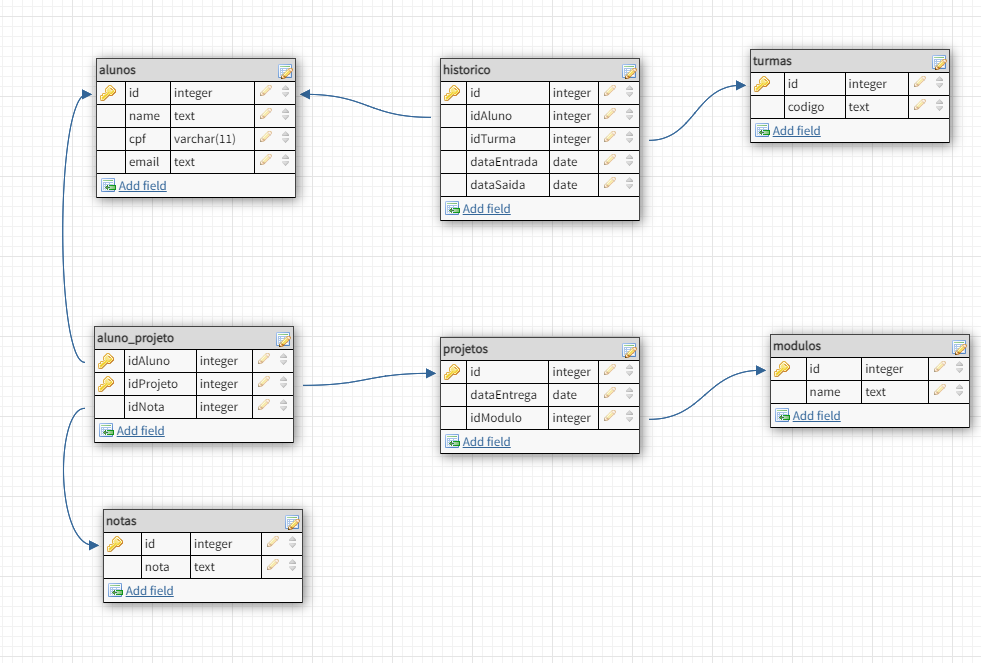 alunos
id integer
name text
cpf varchar(11)
email text
Add field
historico
id integer
idAluno integer
idTurma integer
dataEntrada date
dataSaida date
Add field
turmas
id integer
codigo text
Add field
aluno_projeto
idAluno integer
idProjeto integer
idNota integer
Add field
projetos
id integer
dataEntrega date
idModulo integer
Add field
modulos
id integer
name text
Add field
notas
id integer
nota text
Add field